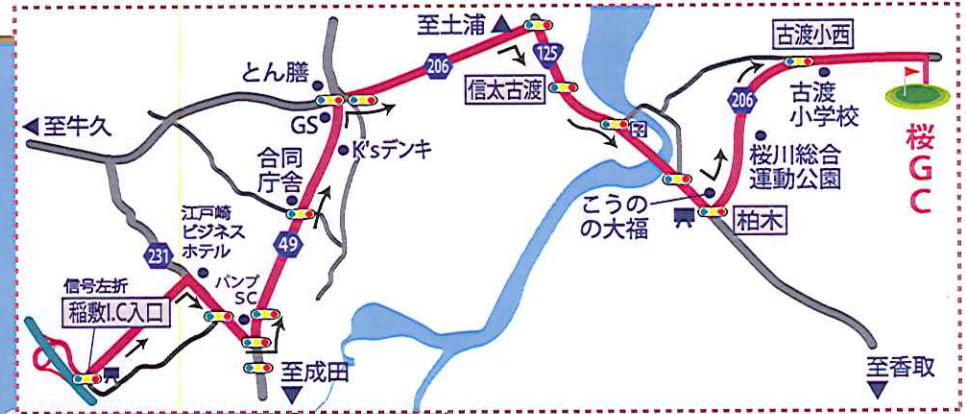 至土浦
古渡小西
とん膳
206
125
信太古渡
206
古渡
小学校
至牛久
GS
K'sデンキ
合同
庁舎
桜川総合
運動公園
桜GC
こうの
の大福
柏木
江戸崎
ビジネス
ホテル
49
231
パンプ
SC
信号左折
稲敷I.C入口
至成田
至香取